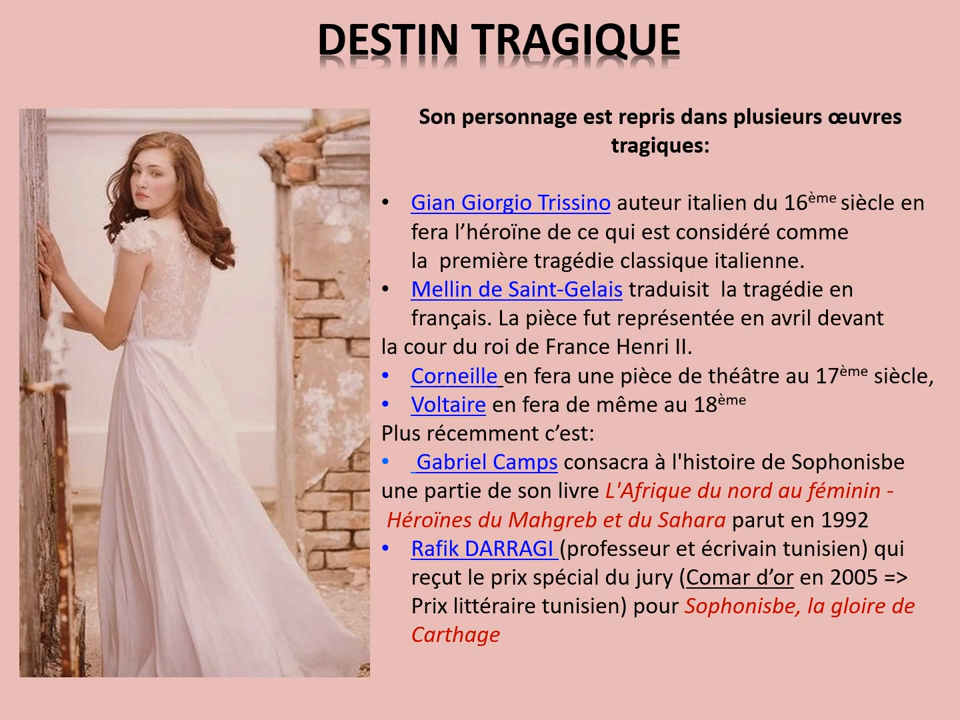 DESTIN TRAGIQUE
Son personnage est repris dans plusieurs œuvres
tragiques:
• Gian Giorgio Trissino auteur italien du 16ème siècle en
fera l’héroïne de ce qui est considéré comme
la  première tragédie classique italienne.
• Mellin de Saint-Gelais traduisit  la tragédie en
français. La pièce fut représentée en avril devant
la cour du roi de France Henri II.
• Corneille en fera une pièce de théâtre au 17ème siècle,
• Voltaire en fera de même au 18ème
Plus récemment c’est:
• Gabriel Camps consacra à l'histoire de Sophonisbe
une partie de son livre L'Afrique du nord au féminin -
Héroïnes du Mahgreb et du Sahara parut en 1992
• Rafik DARRAGI (professeur et écrivain tunisien) qui
reçut le prix spécial du jury (Comar d’or en 2005 =>
Prix littéraire tunisien) pour Sophonisbe, la gloire de
Carthage